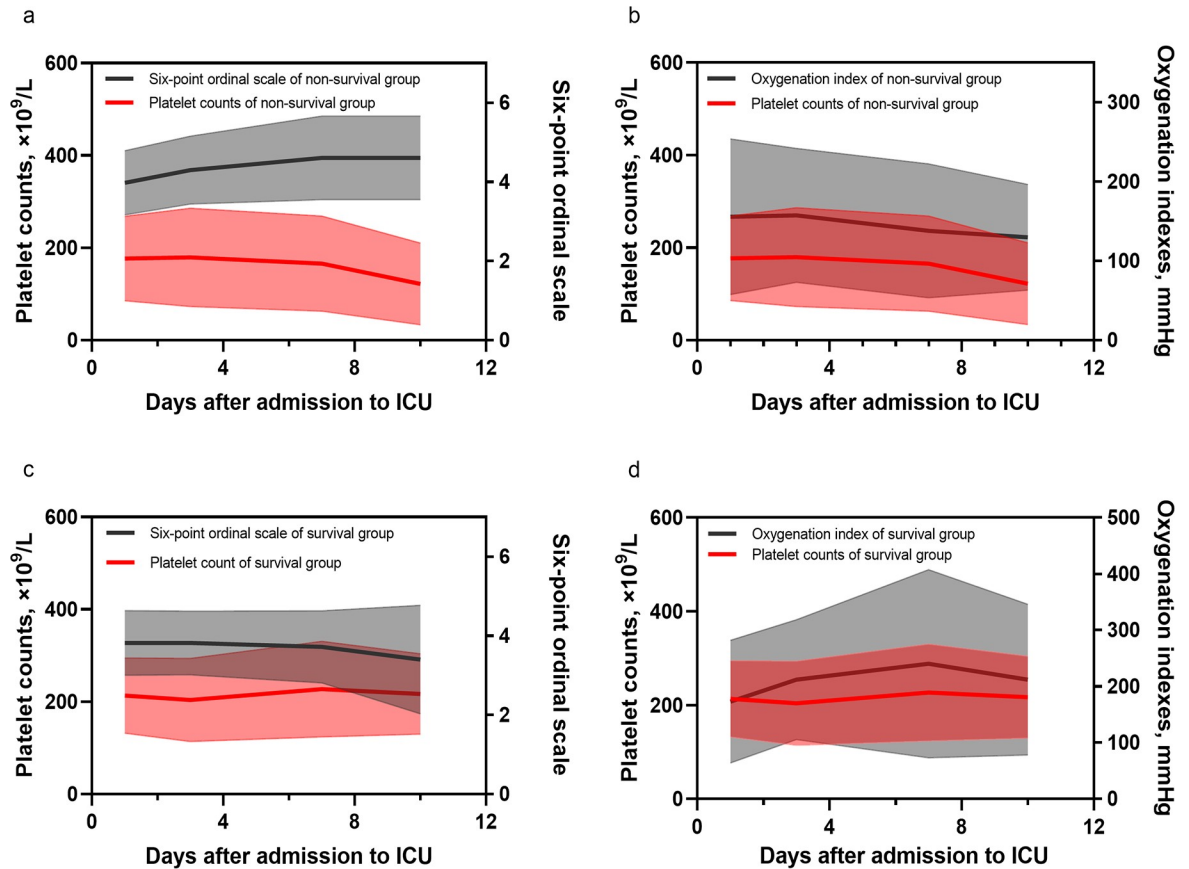 a
600
400
200
0
Platelet counts, ×10⁹/L
Six-point ordinal scale of non-survival group
Platelet counts of non-survival group
6
4
2
0
Six-point ordinal scale
0 4 8 12
Days after admission to ICU
b
600
400
200
0
Platelet counts, ×10⁹/L
Oxygenation index of non-survival group
Platelet counts of non-survival group
300
200
100
0
Oxygenation indexes, mmHg
0 4 8 12
Days after admission to ICU
c
600
400
200
0
Platelet counts, ×10⁹/L
Six-point ordinal scale of survival group
Platelet count of survival group
6
4
2
0
Six-point ordinal scale
0 4 8 12
Days after admission to ICU
d
600
400
200
0
Platelet counts, ×10⁹/L
Oxygenation index of survival group
Platelet counts of survival group
500
400
300
200
100
0
Oxygenation indexes, mmHg
0 4 8 12
Days after admission to ICU